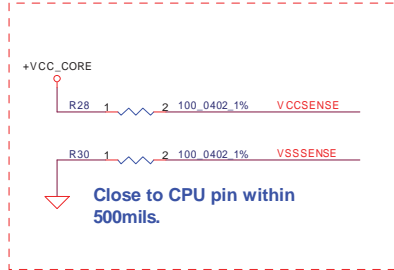 +VCC_CORE
R28 1 2 100_0402_1% VCCSENSE
R30 1 2 100_0402_1% VSSSENSE
Close to CPU pin within
500mils.